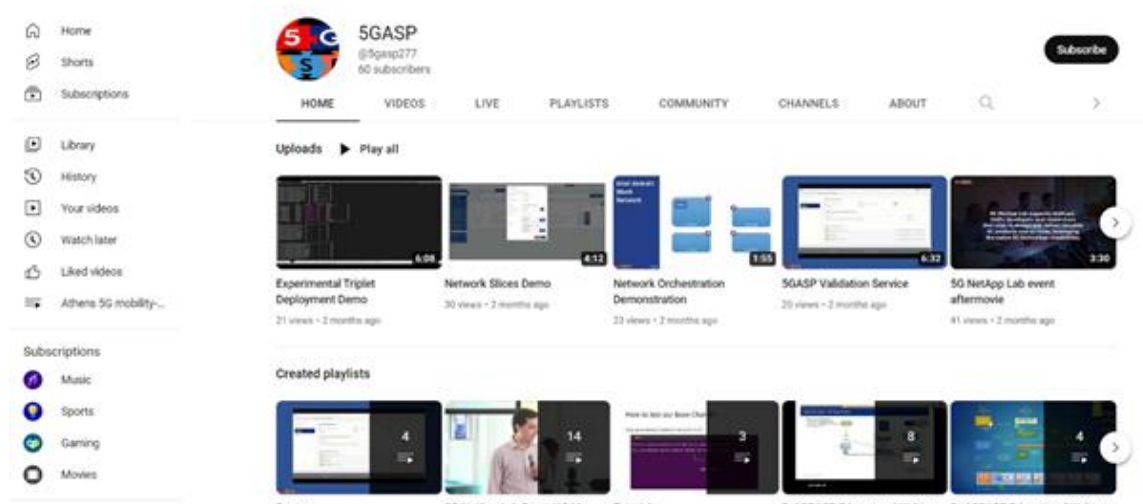 Home
Shorts
Subscriptions
Library
History
Your videos
Watch later
Liked videos
Athens 5G mobility-...
Subscriptions
Music
Sports
Gaming
Movies
5 G
S T
5GASP
@5gasp277
60 subscribers
Subscribe
HOME VIDEOS LIVE PLAYLISTS COMMUNITY CHANNELS ABOUT
Uploads Play all
6:08
4:12
1:55
6:32
3:30
Experimental Triplet
Deployment Demo
21 views • 2 months ago
Network Slices Demo
30 views • 2 months ago
Network Orchestration
Demonstration
23 views • 2 months ago
5GASP Validation Service
20 views • 2 months ago
5G NetApp Lab event
aftermovie
41 views • 2 months ago
Created playlists
4
14
3
8
4